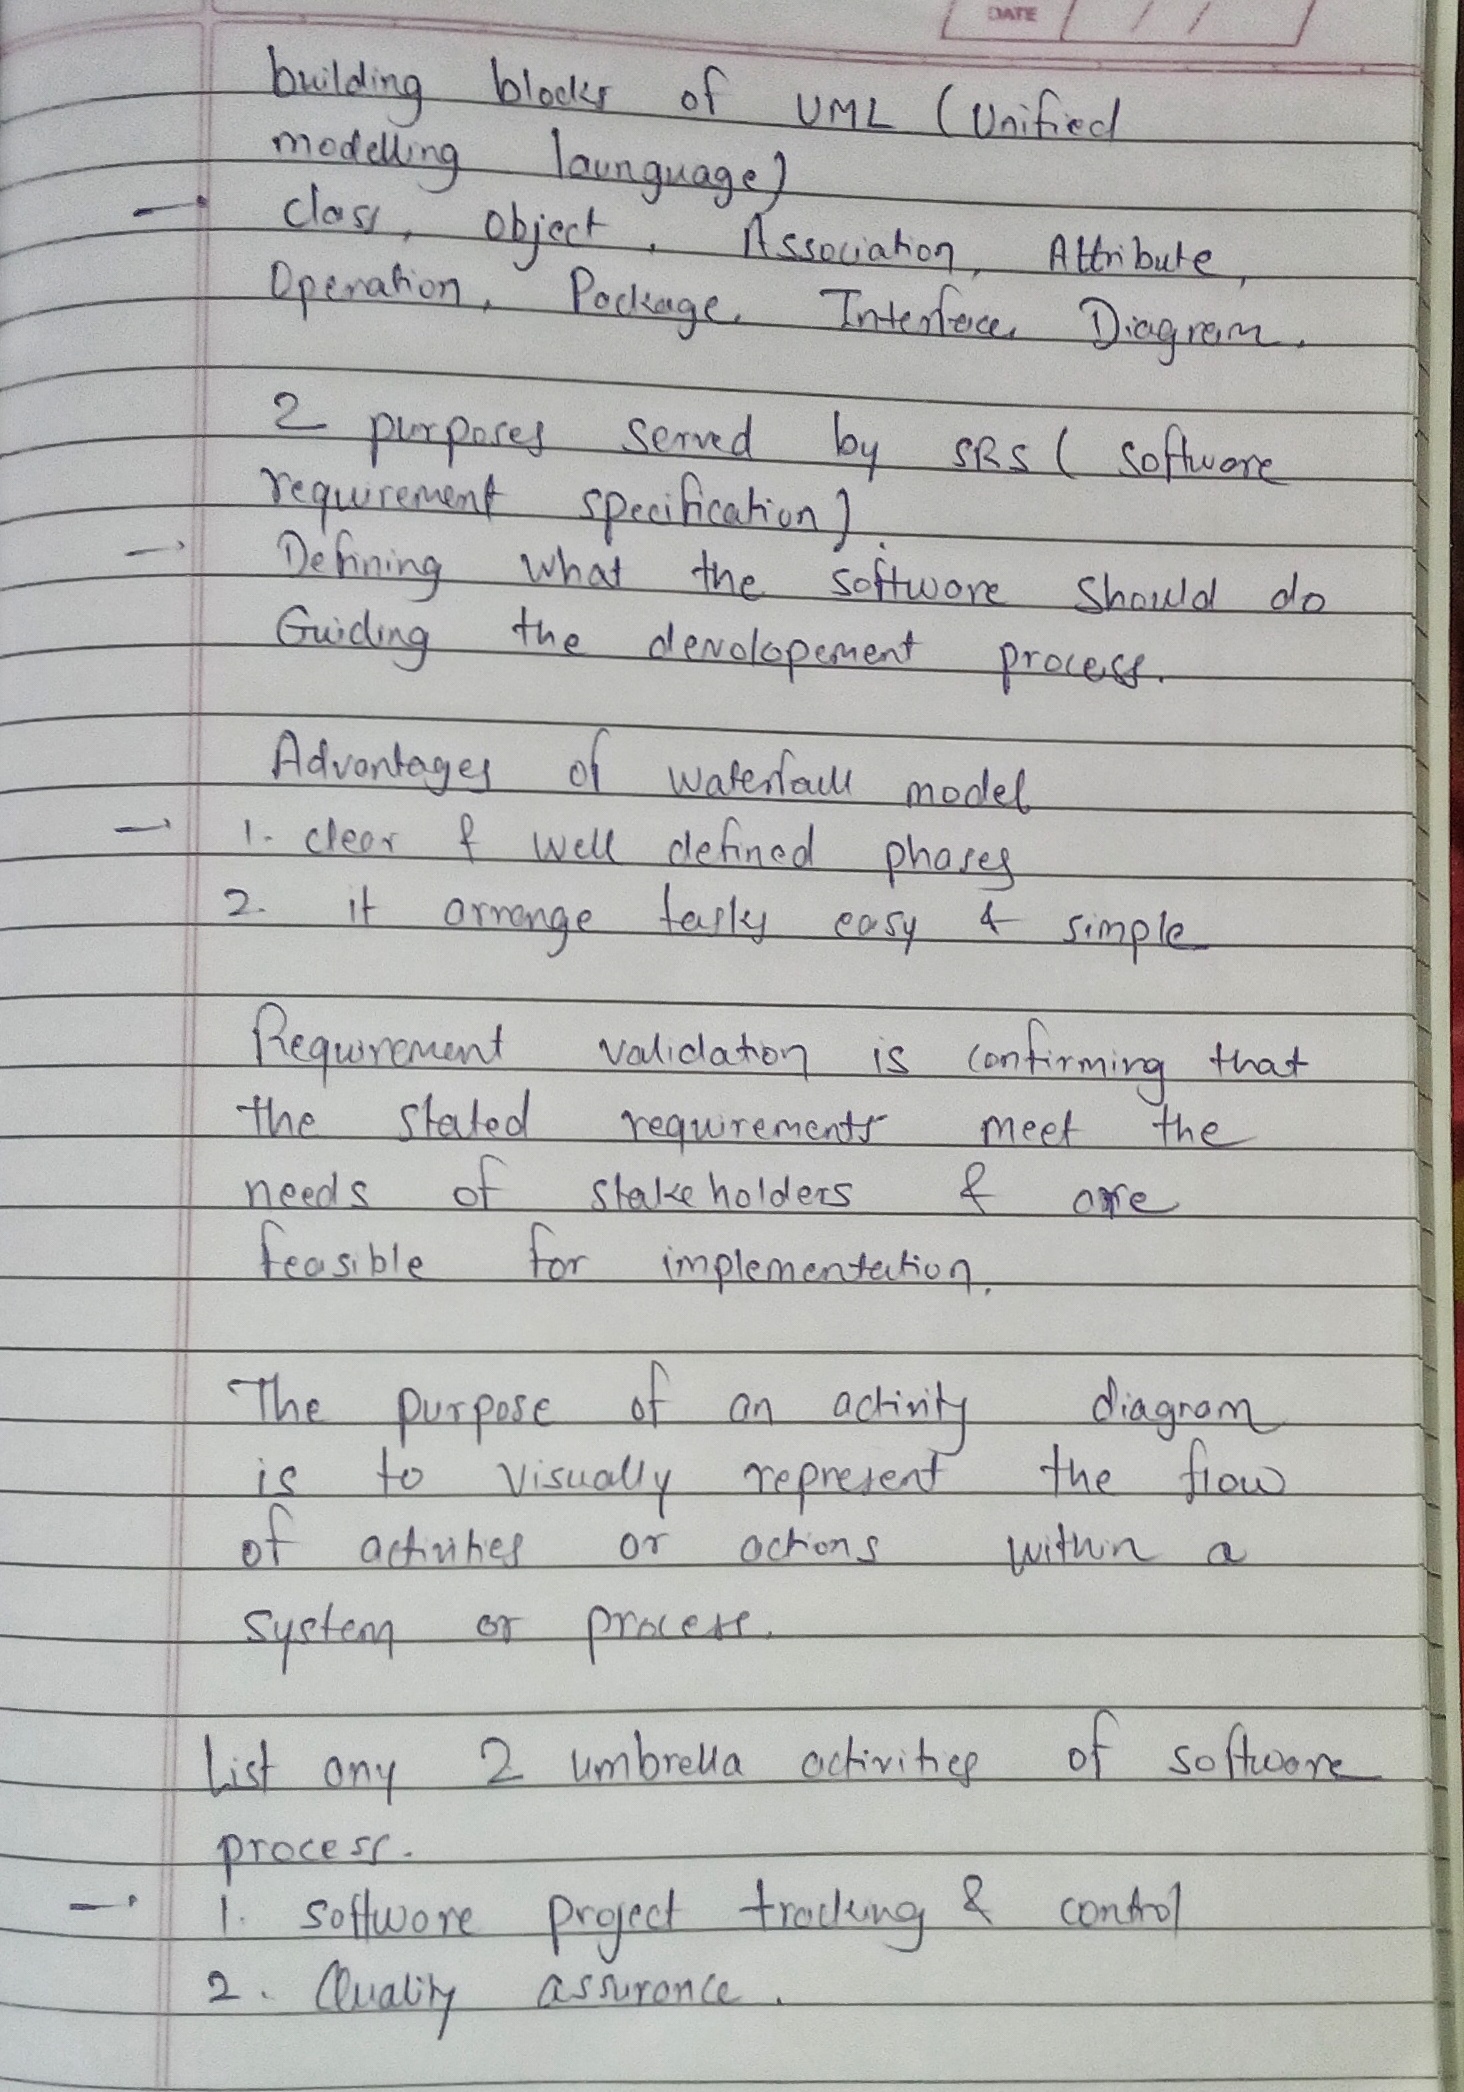 DATE / /
building blocks of UML (Unified
modelling launguage)
→ class, object, Association, Attribute,
Operation, Package, Interface, Diagram.
2 purposes served by SRS ( Software
requirement specification).
→ Defining what the software should do
Guiding the devolopement process.
Advantages of waterfall model
→ 1. clear & well defined phases
2. it arrange tasks easy & simple
Requirement validation is confirming that
the stated requirements meet the
needs of stakeholders & are
feasible for implementation.
The purpose of an activity diagram
is to visually represent the flow
of activities or actions within a
system or process.
List any 2 umbrella activities of software
process.
→ 1. software project tracking & control
2. Quality assurance.